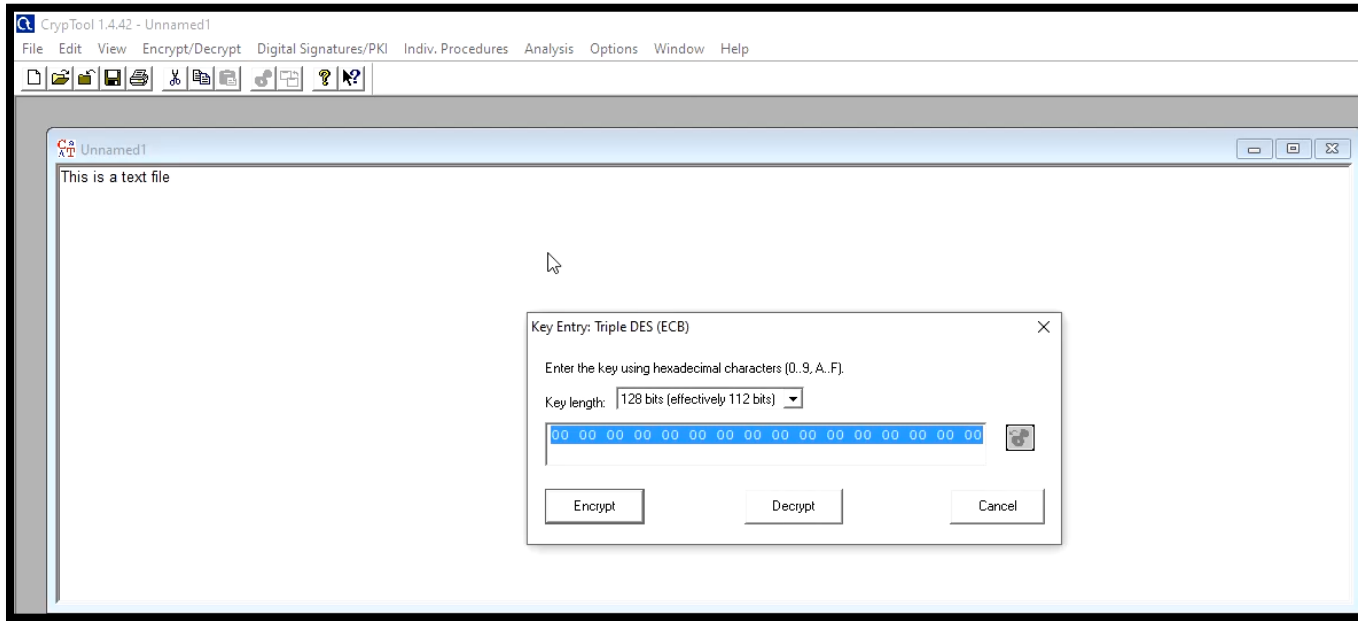 CrypTool 1.4.42 - Unnamed1
File Edit View Encrypt/Decrypt Digital Signatures/PKI Indiv. Procedures Analysis Options Window Help
Unnamed1
This is a text file
Key Entry: Triple DES (ECB)
Enter the key using hexadecimal characters (0..9, A..F).
Key length: 128 bits (effectively 112 bits)
00 00 00 00 00 00 00 00 00 00 00 00 00 00 00 00
Encrypt Decrypt Cancel